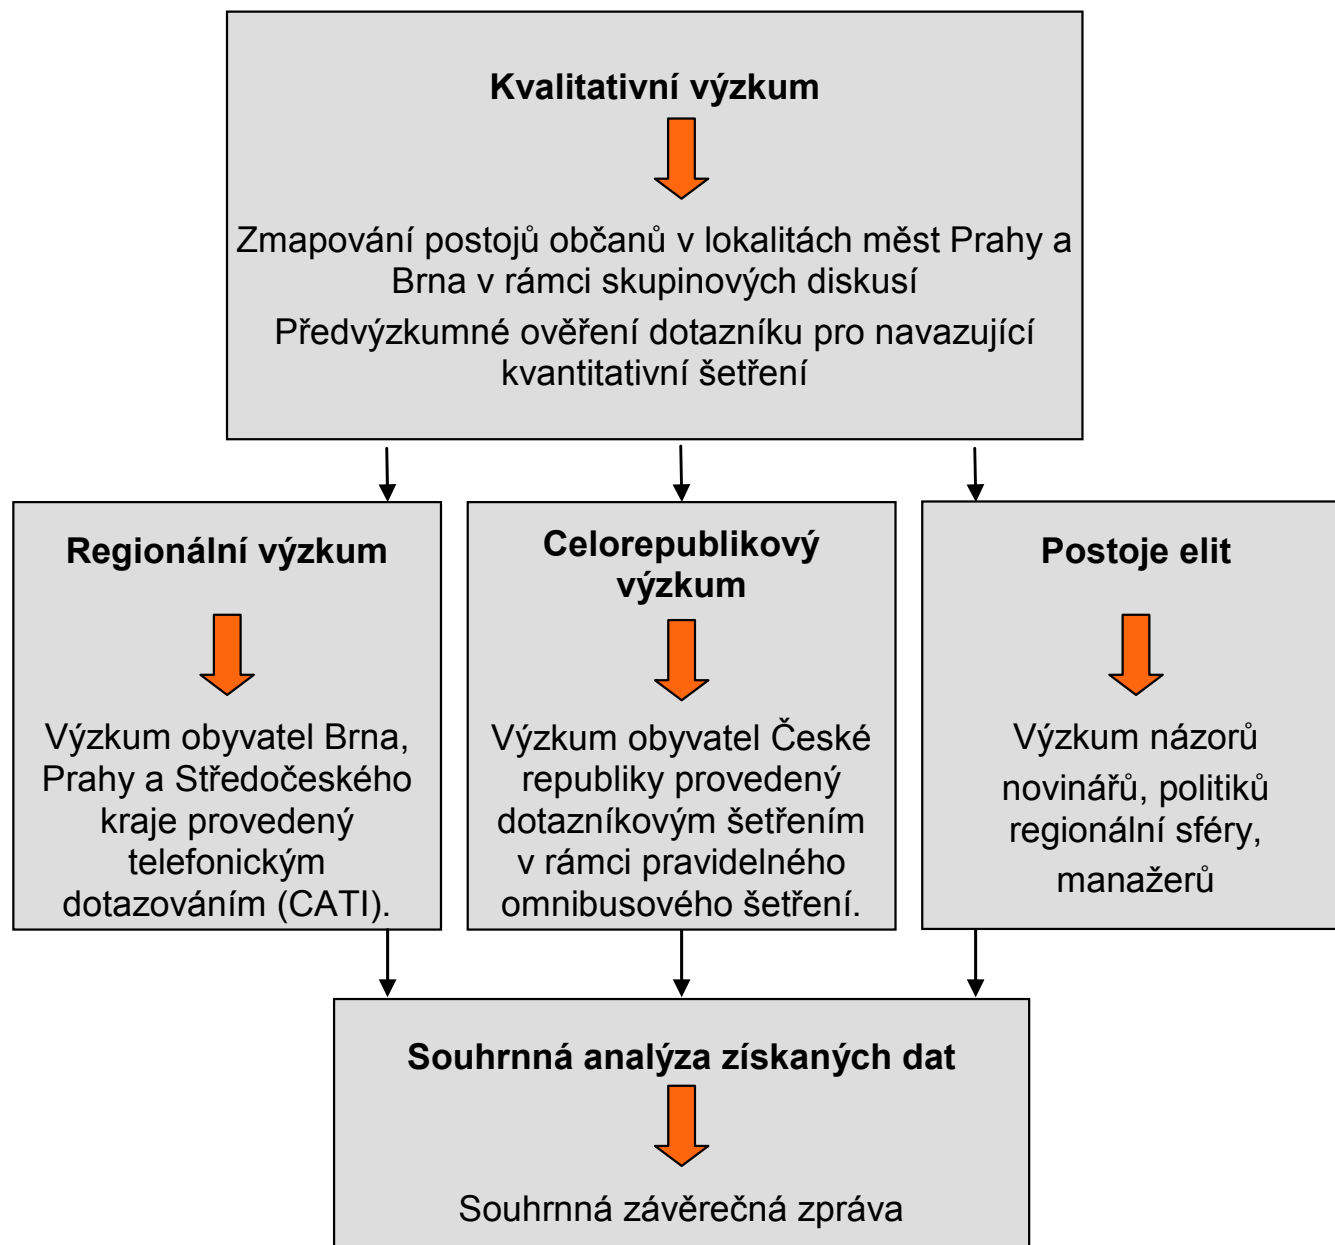 Kvalitativní výzkum
Zmapování postojů občanů v lokalitách měst Prahy a
Brna v rámci skupinových diskusí
Předvýzkumné ověření dotazníku pro navazující
kvantitativní šetření
Regionální výzkum
Výzkum obyvatel Brna,
Prahy a Středočeského
kraje provedený
telefonickým
dotazováním (CATI).
Celorepublikový
výzkum
Výzkum obyvatel České
republiky provedený
dotazníkovým šetřením
v rámci pravidelného
omnibusového šetření.
Postoje elit
Výzkum názorů
novinářů, politiků
regionální sféry,
manažerů
Souhrnná analýza získaných dat
Souhrnná závěrečná zpráva